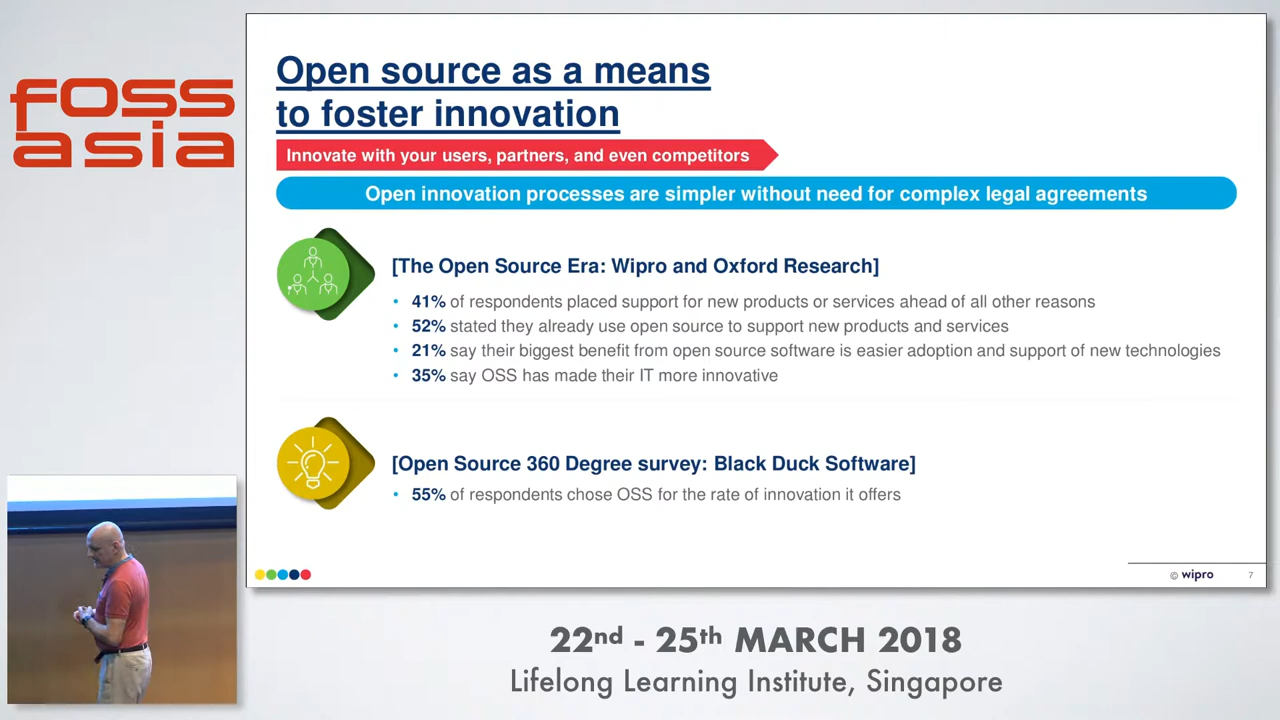 foss
asia
Open source as a means
to foster innovation
Innovate with your users, partners, and even competitors
Open innovation processes are simpler without need for complex legal agreements
[The Open Source Era: Wipro and Oxford Research]
• 41% of respondents placed support for new products or services ahead of all other reasons
• 52% stated they already use open source to support new products and services
• 21% say their biggest benefit from open source software is easier adoption and support of new technologies
• 35% say OSS has made their IT more innovative
[Open Source 360 Degree survey: Black Duck Software]
• 55% of respondents chose OSS for the rate of innovation it offers
© wipro 7
22nd - 25th MARCH 2018
Lifelong Learning Institute, Singapore